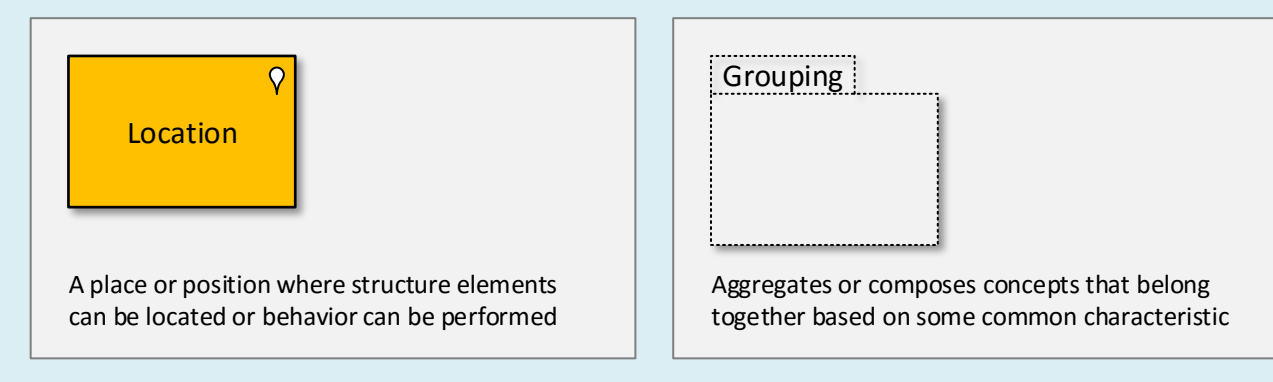 Location
A place or position where structure elements
can be located or behavior can be performed
Grouping
Aggregates or composes concepts that belong
together based on some common characteristic